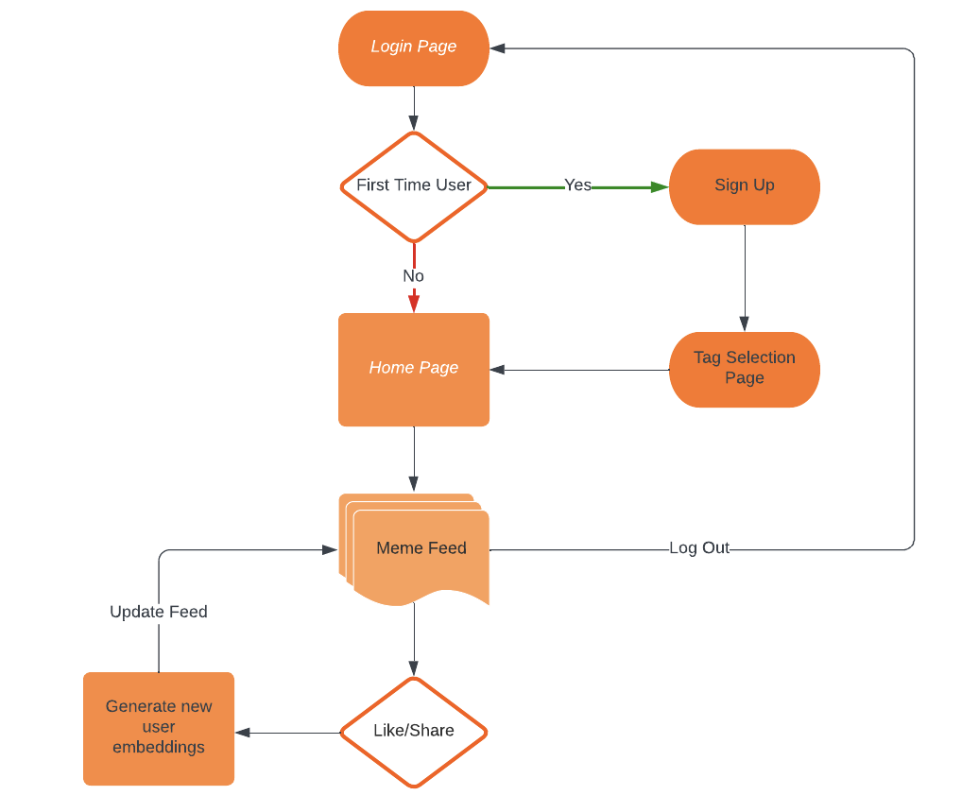 Login Page
First Time User
Yes
Sign Up
No
Home Page
Tag Selection
Page
Meme Feed
Log Out
Update Feed
Generate new
user
embeddings
Like/Share